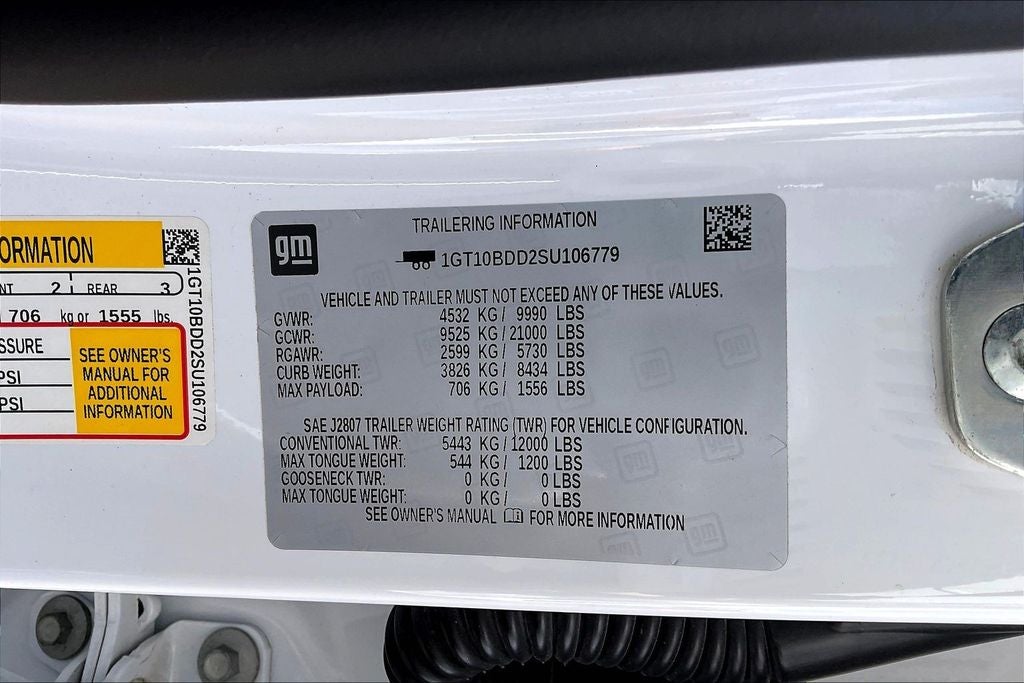 ORMATION
NT 2 REAR 3
706 kg or 1555 lbs.
SSURE
PSI
PSI
SEE OWNER'S
MANUAL FOR
ADDITIONAL
INFORMATION
1GT10BDD2SU106779
gm
TRAILERING INFORMATION
1GT10BDD2SU106779
VEHICLE AND TRAILER MUST NOT EXCEED ANY OF THESE VALUES.
GVWR: 4532 KG/ 9990 LBS
GCWR: 9525 KG/ 21000 LBS
RGAWR: 2599 KG/ 5730 LBS
CURB WEIGHT: 3826 KG/ 8434 LBS
MAX PAYLOAD: 706 KG/ 1556 LBS
SAE J2807 TRAILER WEIGHT RATING (TWR) FOR VEHICLE CONFIGURATION.
CONVENTIONAL TWR: 5443 KG/ 12000 LBS
MAX TONGUE WEIGHT: 544 KG/ 1200 LBS
GOOSENECK TWR: 0 KG/ 0 LBS
MAX TONGUE WEIGHT: 0 KG/ 0 LBS
SEE OWNER'S MANUAL FOR MORE INFORMATION